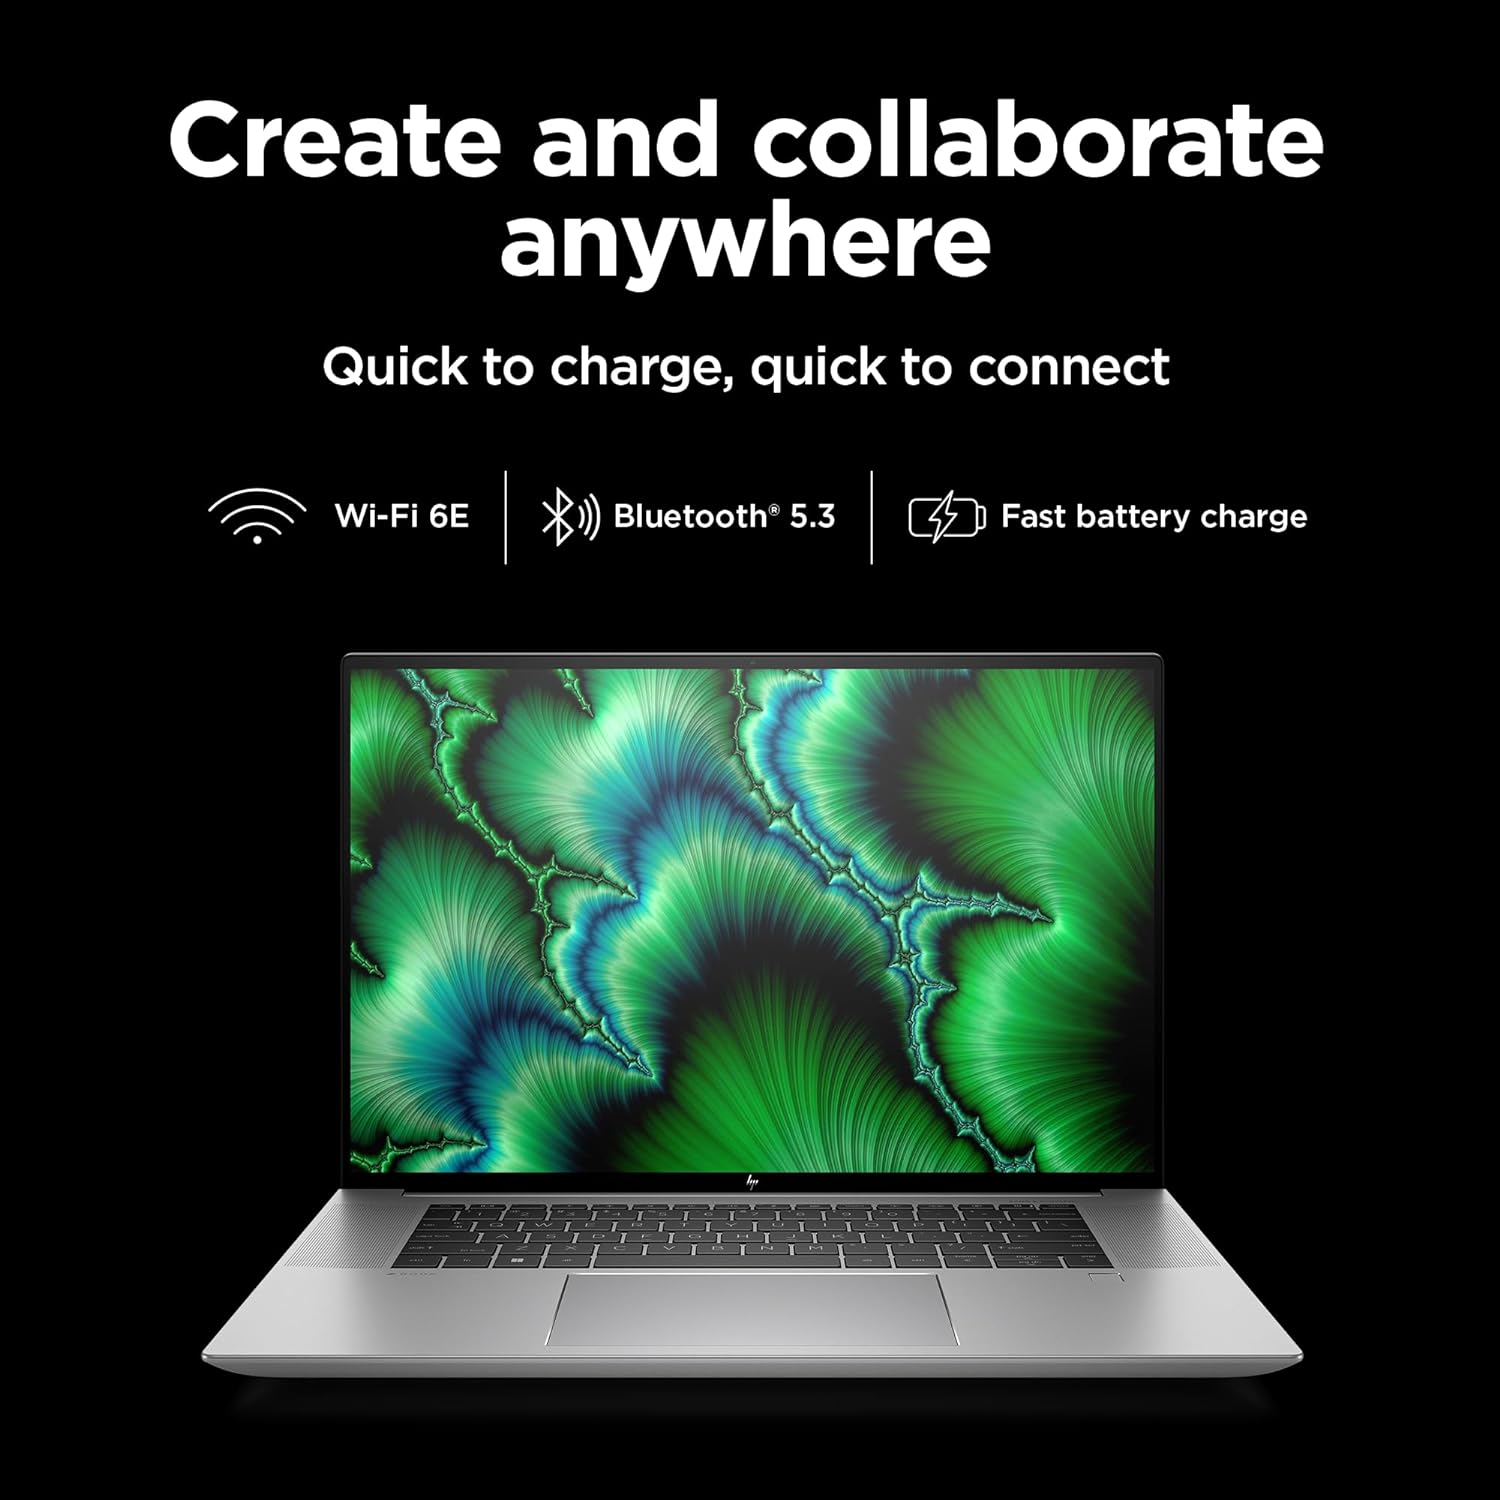 Create and collaborate
anywhere
Quick to charge, quick to connect
Wi-Fi 6E
Bluetooth® 5.3
Fast battery charge
hp
Q W E R T Y U I O P
A S D F G H J K L
Z X C V B N M